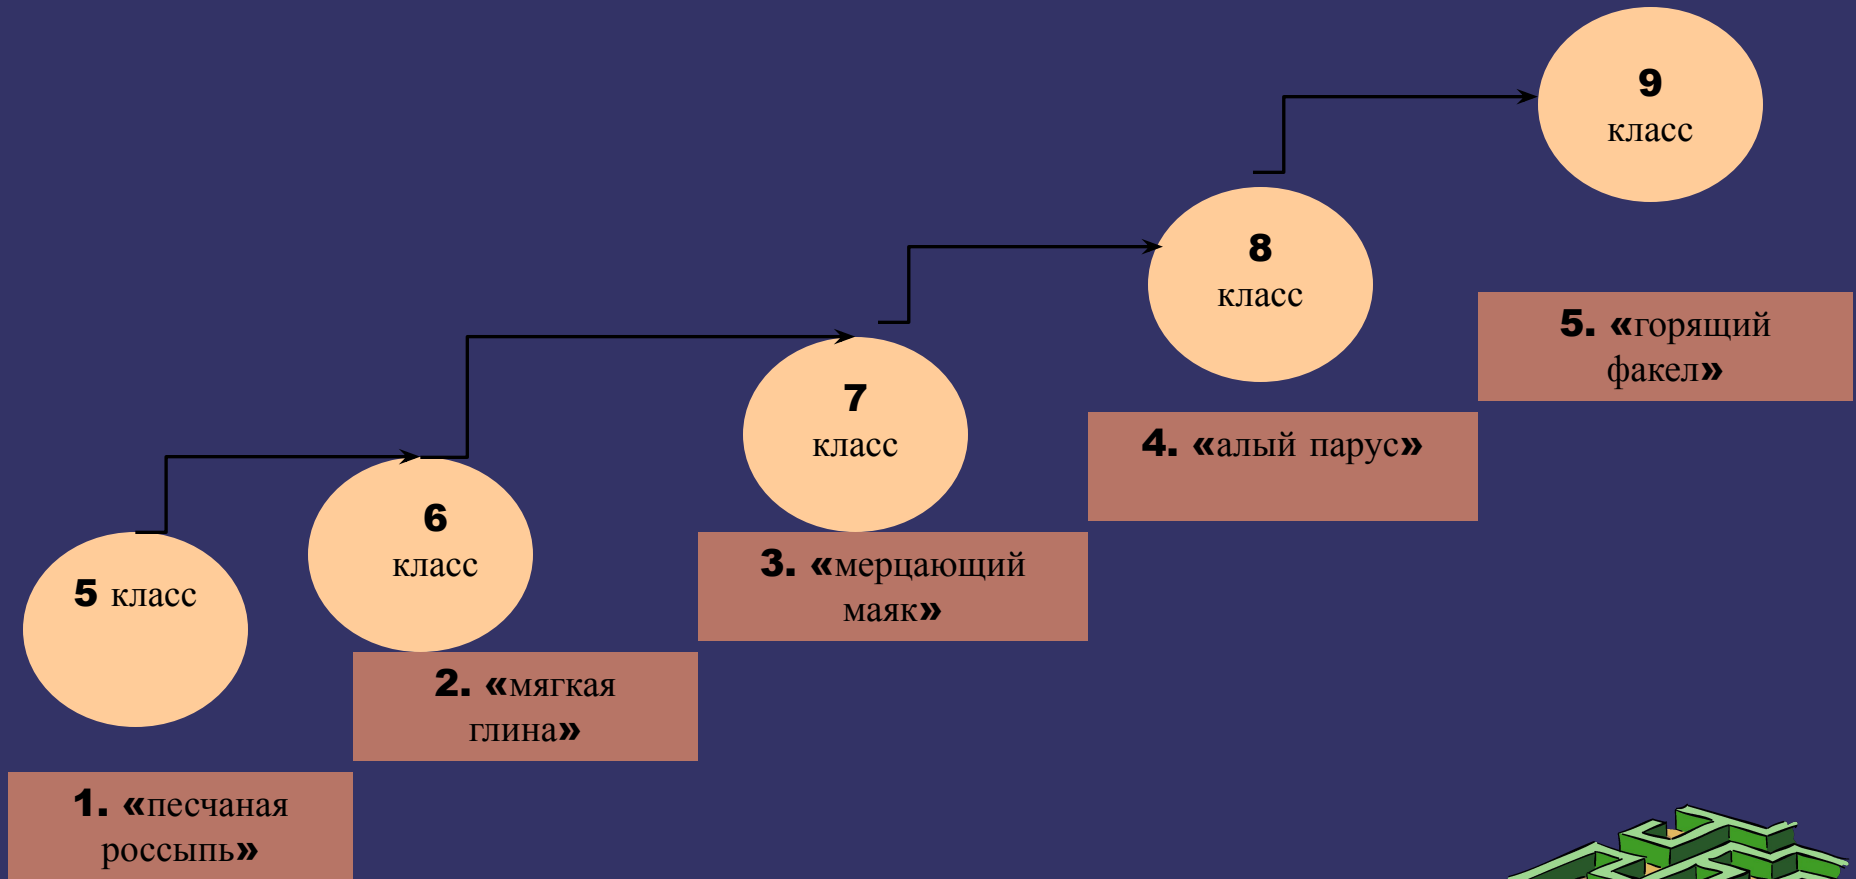 9
класс
8
класс
7
класс
6
класс
5 класс
5. «горящий
факел»
4. «алый парус»
3. «мерцающий
маяк»
2. «мягкая
глина»
1. «песчаная
россыпь»